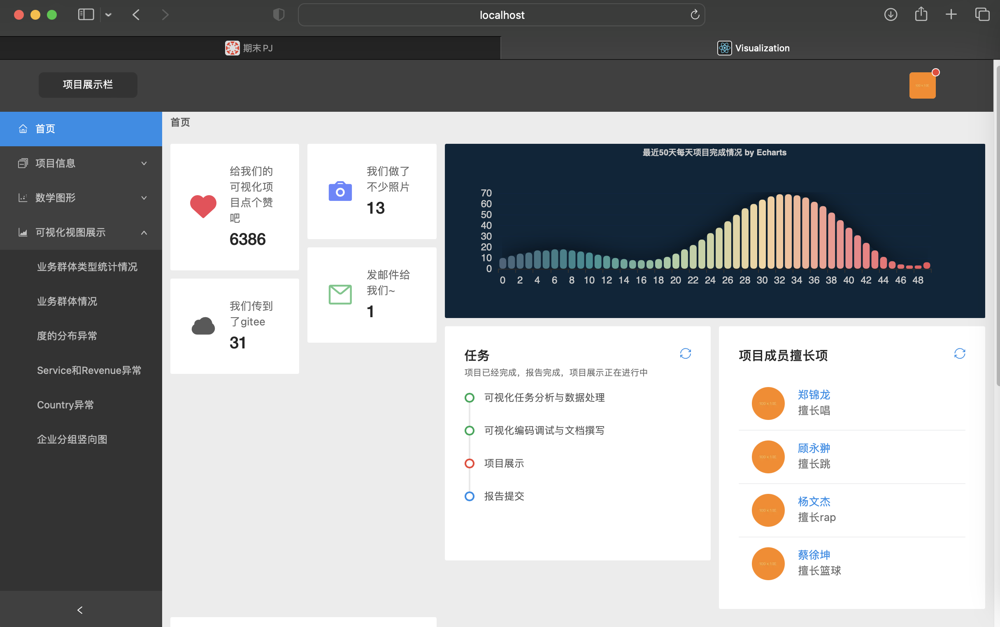 localhost
期末 PJ
Visualization
项目展示栏
100 x 100
首页
项目信息
数学图形
可视化视图展示
业务群体类型统计情况
业务群体情况
度的分布异常
Service和Revenue异常
Country异常
企业分组竖向图
首页
给我们的
可视化项
目点个赞
吧
6386
我们做了
不少照片
13
我们传到
了gitee
31
发邮件给
我们~
1
最近50天每天项目完成情况 by Echarts
70
60
50
40
30
20
10
0
0 2 4 6 8 10 12 14 16 18 20 22 24 26 28 30 32 34 36 38 40 42 44 46 48
任务
项目已经完成，报告完成，项目展示正在进行中
可视化任务分析与数据处理
可视化编码调试与文档撰写
项目展示
报告提交
项目成员擅长项
100 x 100
郑锦龙
擅长唱
100 x 100
顾永翀
擅长跳
100 x 100
杨文杰
擅长rap
100 x 100
蔡徐坤
擅长篮球